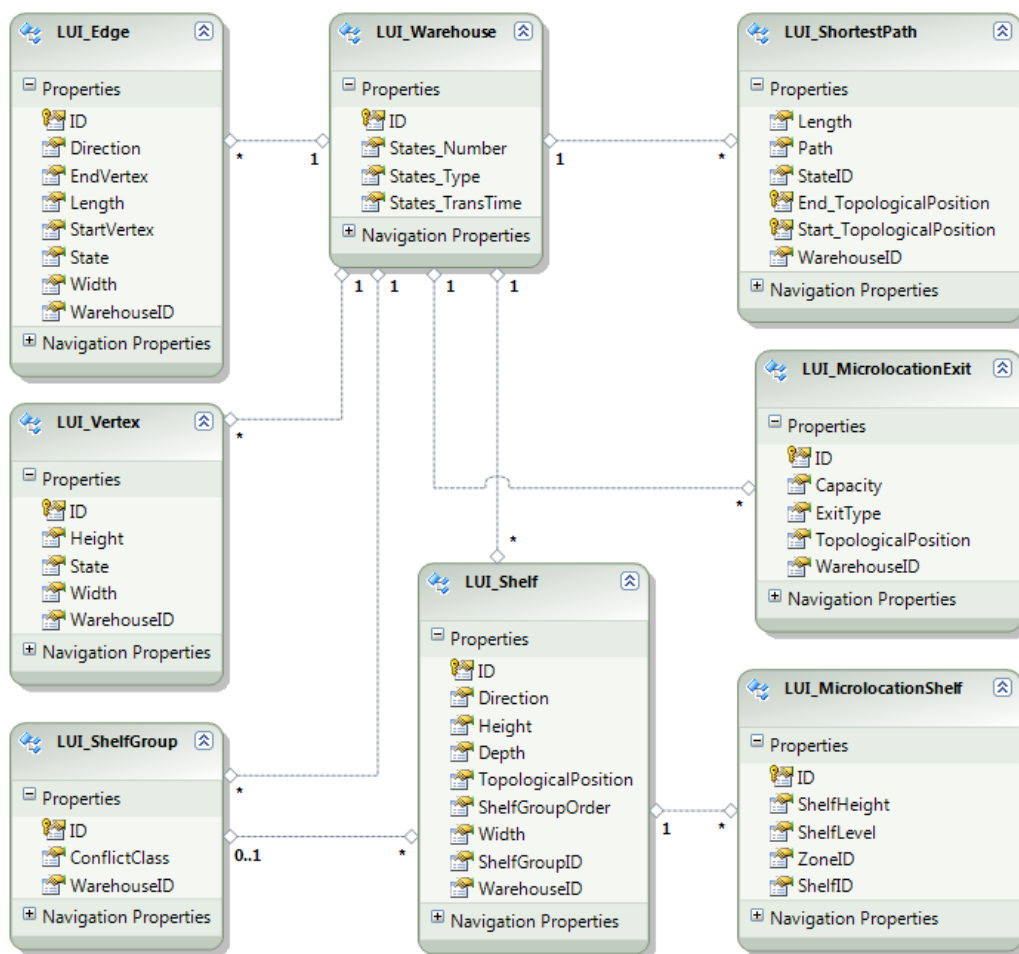 LUI_Edge
Properties
ID
Direction
EndVertex
Length
StartVertex
State
Width
WarehouseID
Navigation Properties
*
1
LUI_Warehouse
Properties
ID
States_Number
States_Type
States_TransTime
Navigation Properties
1
*
1
1
1
1
LUI_ShortestPath
Properties
Length
Path
StateID
End_TopologicalPosition
Start_TopologicalPosition
WarehouseID
Navigation Properties
LUI_Vertex
Properties
ID
Height
State
Width
WarehouseID
Navigation Properties
*
LUI_MicrolocationExit
Properties
ID
Capacity
ExitType
TopologicalPosition
WarehouseID
Navigation Properties
*
*
LUI_Shelf
Properties
ID
Direction
Height
Depth
TopologicalPosition
ShelfGroupOrder
Width
ShelfGroupID
WarehouseID
Navigation Properties
LUI_ShelfGroup
Properties
ID
ConflictClass
WarehouseID
Navigation Properties
*
0..1
*
1
*
LUI_MicrolocationShelf
Properties
ID
ShelfHeight
ShelfLevel
ZoneID
ShelfID
Navigation Properties